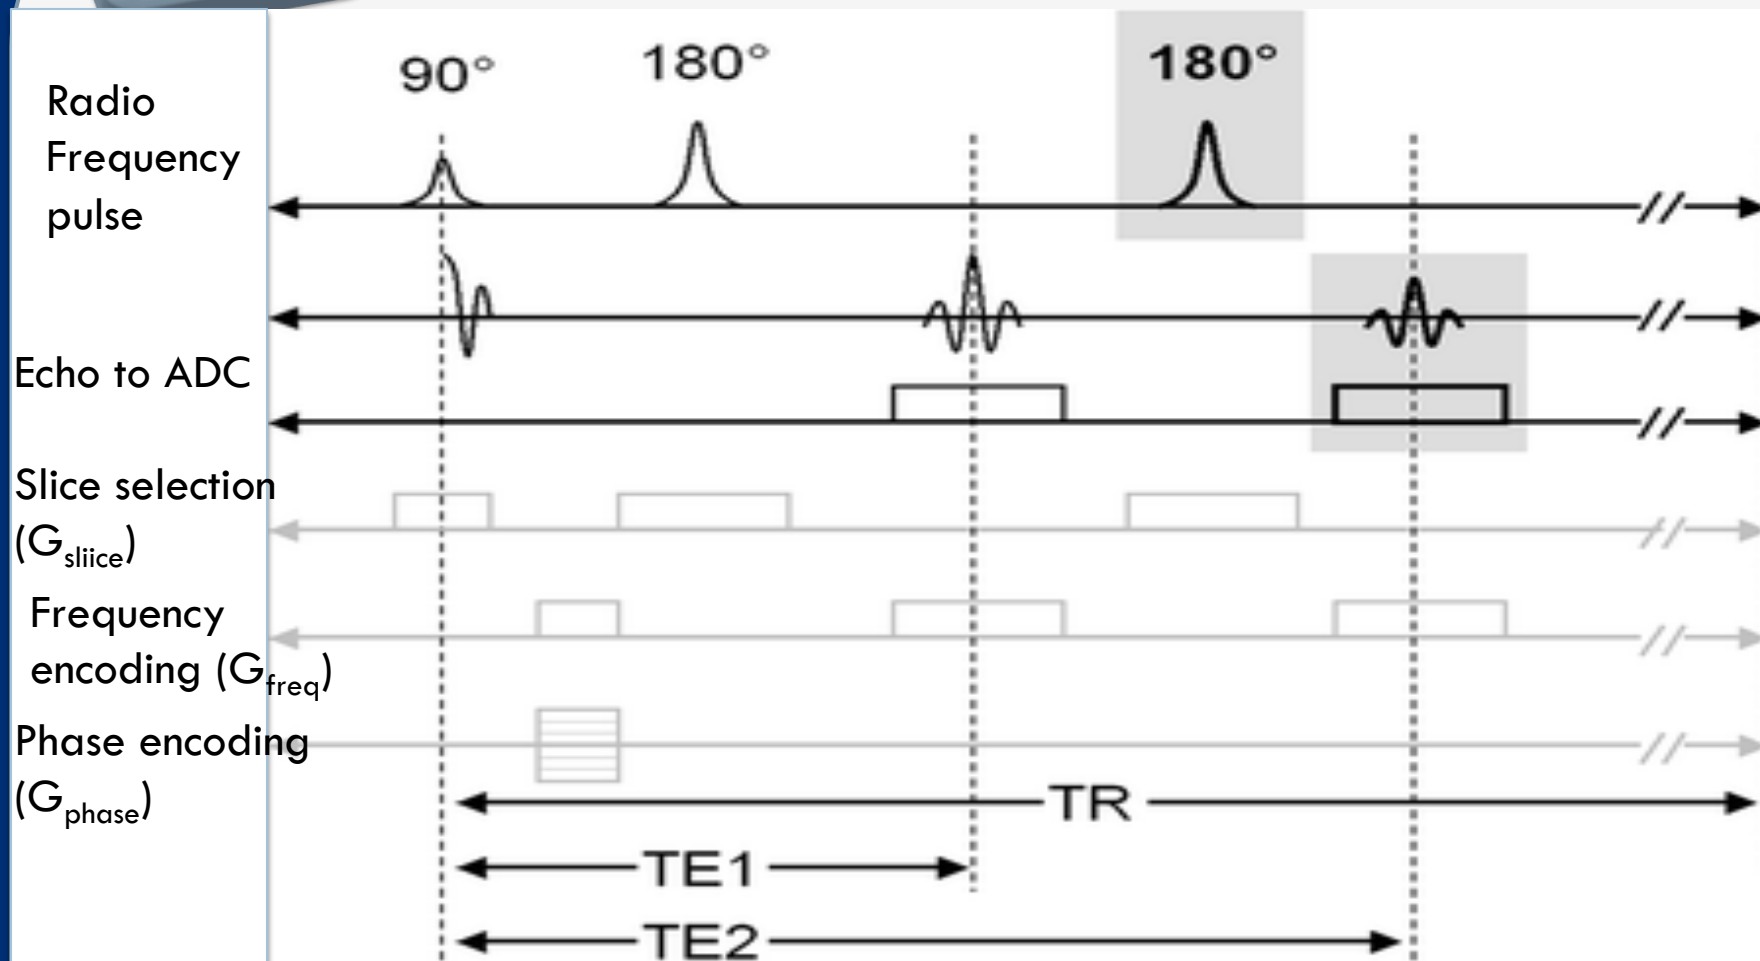 90° 180° 180°
Radio
Frequency
pulse
Echo to ADC
Slice selection
(Gsliice)
Frequency
encoding (Gfreq)
Phase encoding
(Gphase)
TR
TE1
TE2